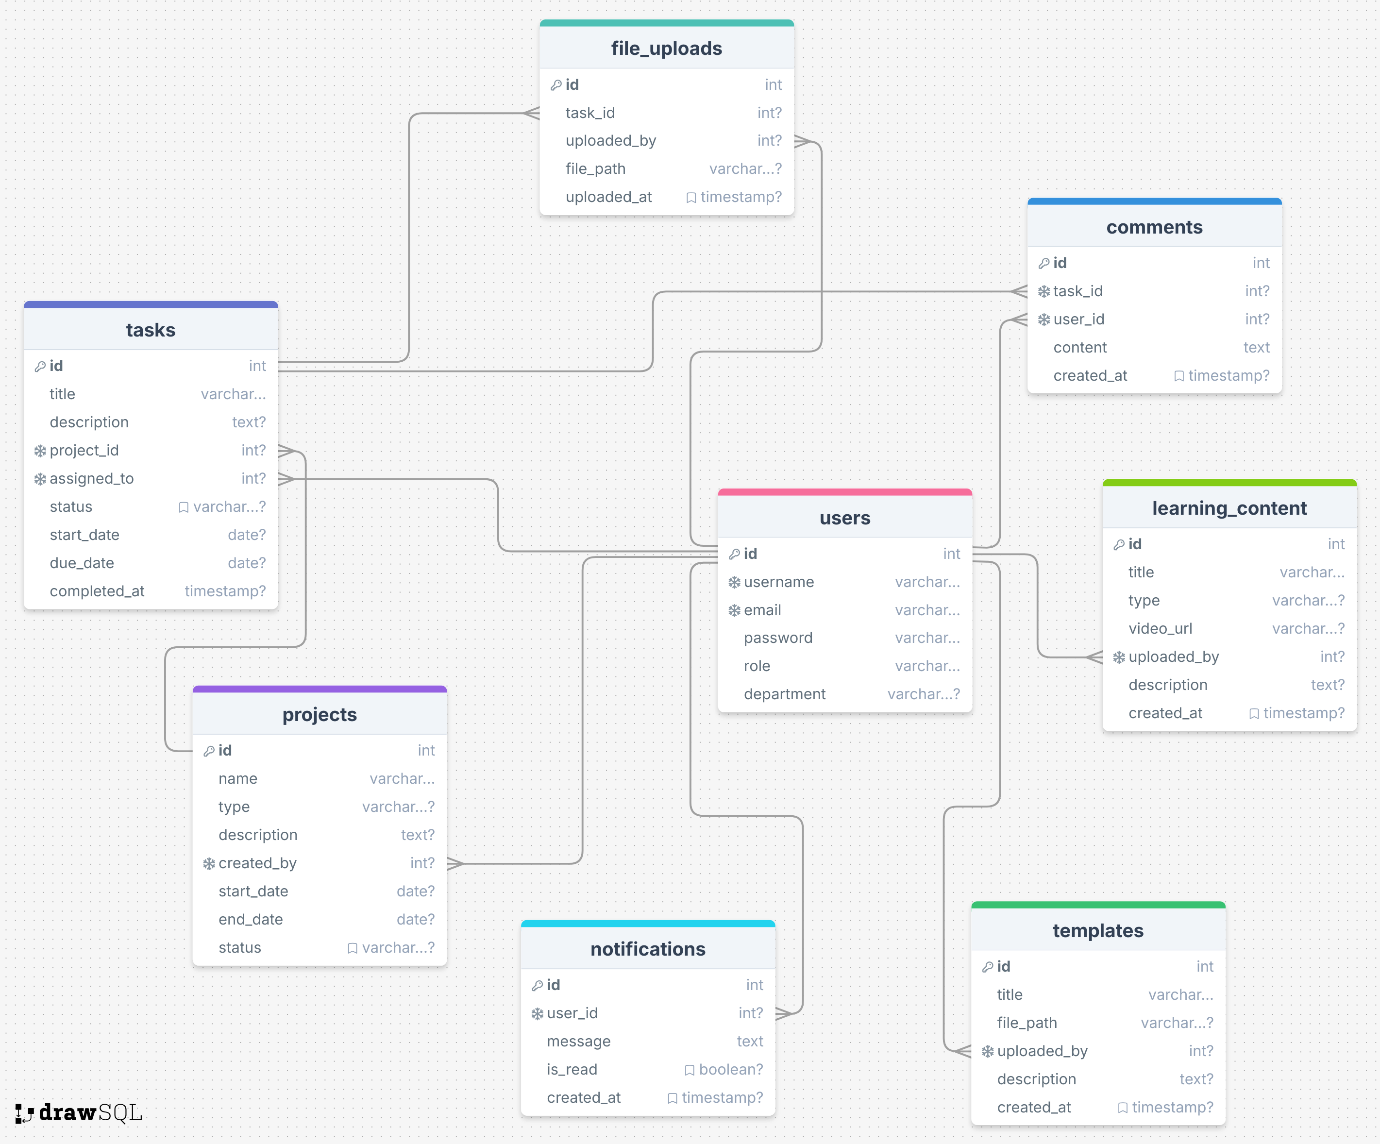 file_uploads
id int
task_id int?
uploaded_by int?
file_path varchar...?
uploaded_at timestamp?
comments
id int
task_id int?
user_id int?
content text
created_at timestamp?
tasks
id int
title varchar...
description text?
project_id int?
assigned_to int?
status varchar...?
start_date date?
due_date date?
completed_at timestamp?
users
id int
username varchar...
email varchar...
password varchar...
role varchar...
department varchar...?
learning_content
id int
title varchar...
type varchar...?
video_url varchar...?
uploaded_by int?
description text?
created_at timestamp?
projects
id int
name varchar...
type varchar...?
description text?
created_by int?
start_date date?
end_date date?
status varchar...?
notifications
id int
user_id int?
message text
is_read boolean?
created_at timestamp?
templates
id int
title varchar...
file_path varchar...?
uploaded_by int?
description text?
created_at timestamp?
drawSQL